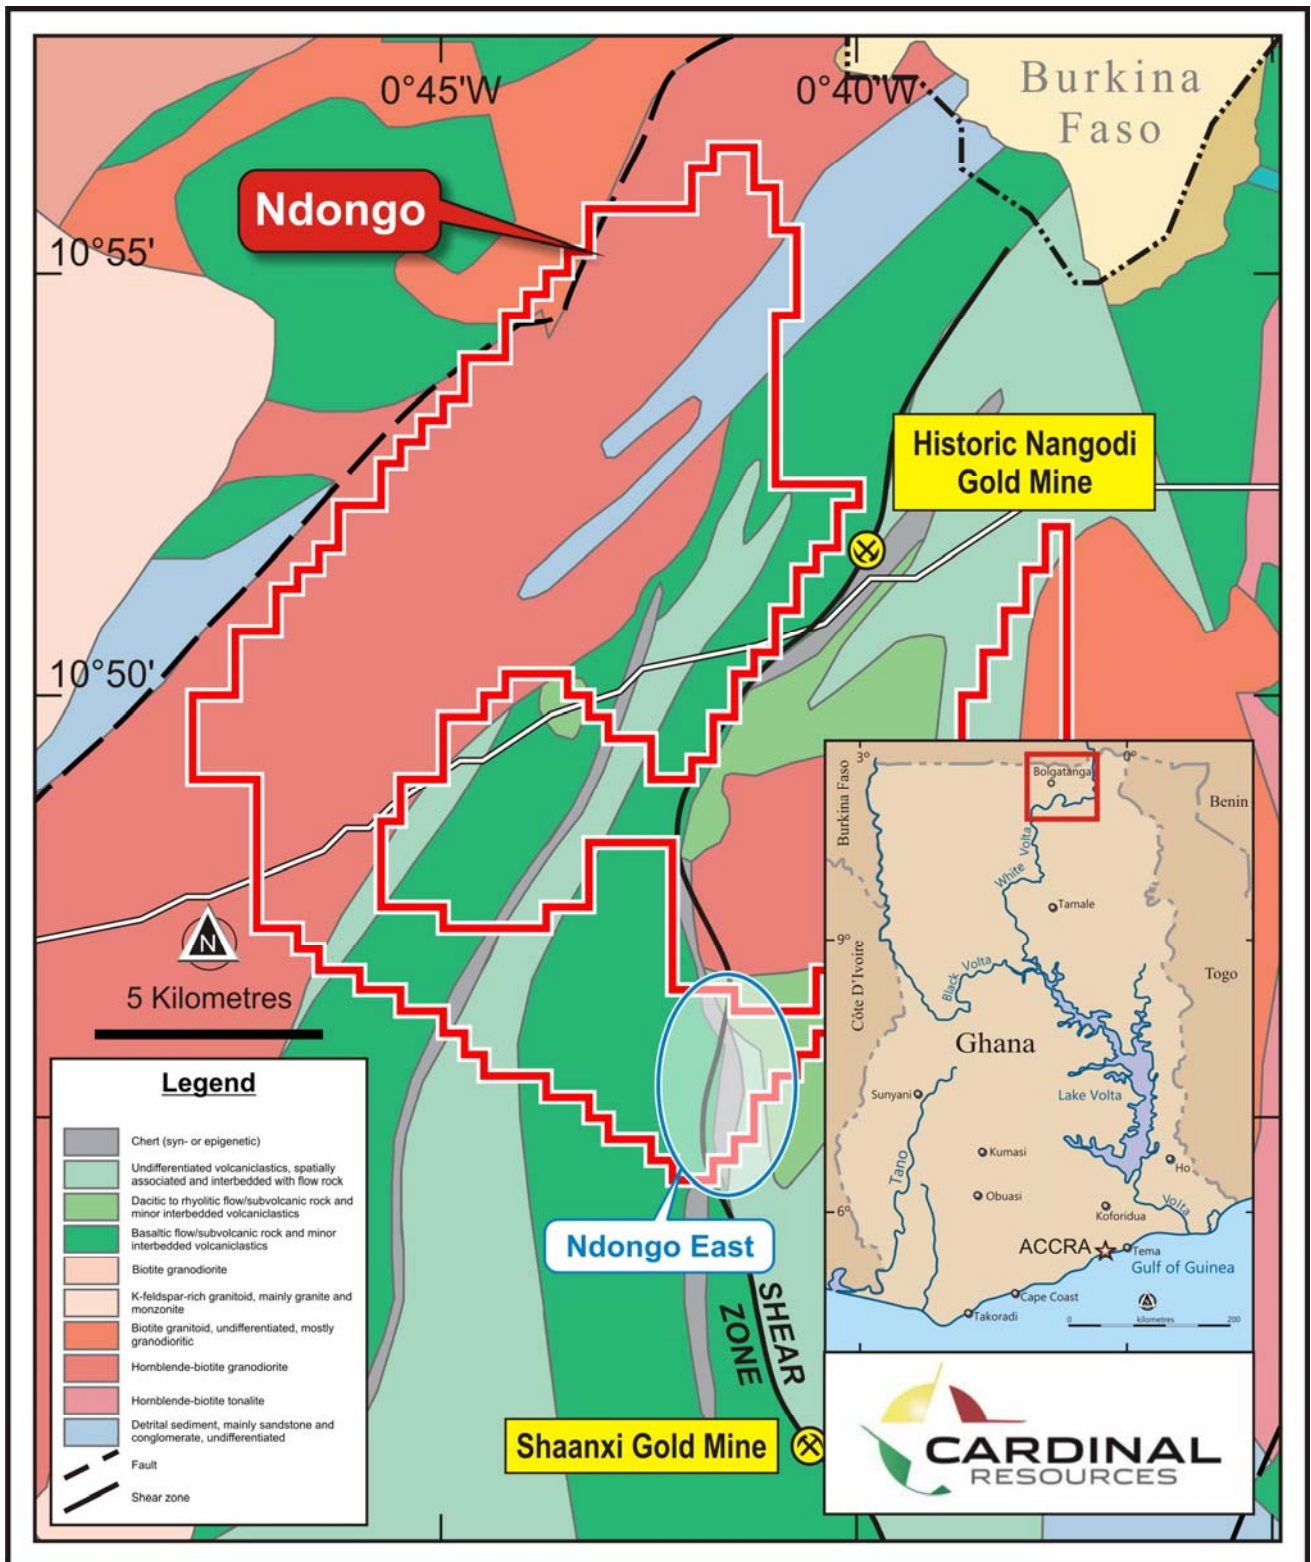 0°45'W
0°40'W
Burkina
Faso
Ndongo
10°55'
Historic Nangodi
Gold Mine
10°50'
N
5 Kilometres
Legend
Chert (syn- or epigenetic)
Undifferentiated volcaniclastics, spatially
associated and interbedded with flow rock
Dacitic to rhyolitic flow/subvolcanic rock and
minor interbedded volcaniclastics
Basaltic flow/subvolcanic rock and minor
interbedded volcaniclastics
Biotite granodiorite
K-feldspar-rich granitoid, mainly granite and
monzonite
Biotite granitoid, undifferentiated, mostly
granodioritic
Hornblende-biotite granodiorite
Hornblende-biotite tonalite
Detrital sediment, mainly sandstone and
conglomerate, undifferentiated
Fault
Shear zone
Ndongo East
SHEAR
ZONE
Shaanxi Gold Mine
3°
0°
Bolgatanga
Burkina Faso
Benin
White Volta
Tamale
9°
Black Volta
Togo
Côte D'Ivoire
Ghana
Sunyani
Lake Volta
Tano
Kumasi
Ho
Obuasi
Volta
6°
Koforidua
ACCRA
Tema
Gulf of Guinea
Cape Coast
Takoradi
kilometres
0
200
CARDINAL
RESOURCES